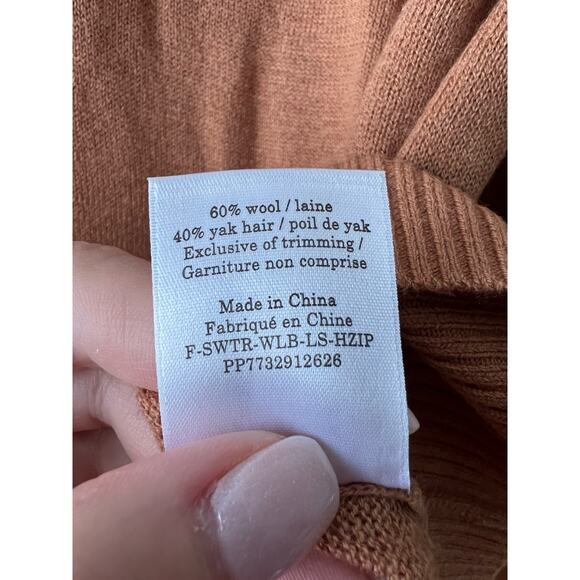 60% wool / laine
40% yak hair / poil de yak
Exclusive of trimming /
Garniture non comprise
Made in China
Fabriqué en Chine
F-SWTR-WLB-LS-HZIP
PP7732912626